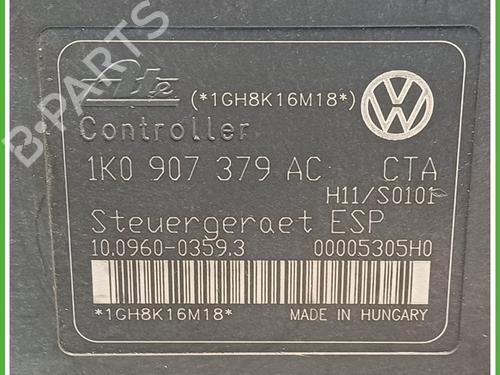 Ate (*1GH8K16M18*)
Controller
1K0 907 379 AC CTA
H11/S0101
Steuergeraet ESP
10.0960-0359.3 00005305H0
*1GH8K16M18* MADE IN HUNGARY
B-PARTS